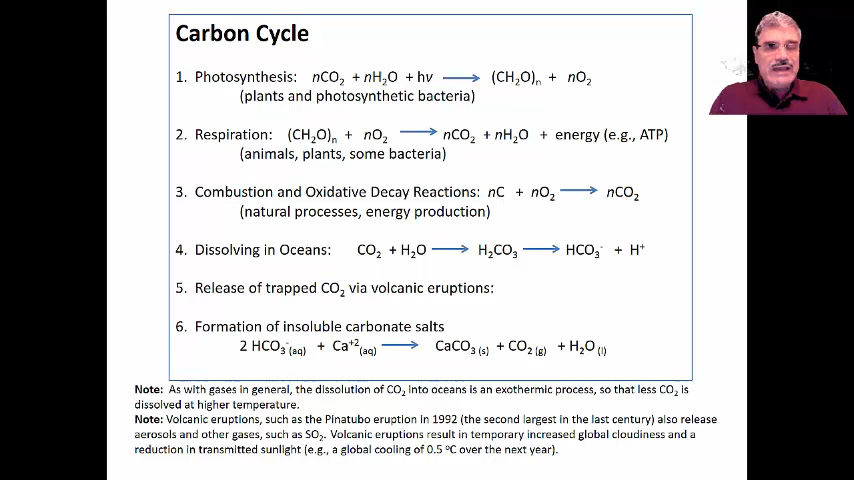 Carbon Cycle
1. Photosynthesis: nCO₂ + nH₂O + hν ⟶ (CH₂O)ₙ + nO₂
(plants and photosynthetic bacteria)
2. Respiration: (CH₂O)ₙ + nO₂ ⟶ nCO₂ + nH₂O + energy (e.g., ATP)
(animals, plants, some bacteria)
3. Combustion and Oxidative Decay Reactions: nC + nO₂ ⟶ nCO₂
(natural processes, energy production)
4. Dissolving in Oceans: CO₂ + H₂O ⟶ H₂CO₃ ⟶ HCO₃⁻ + H⁺
5. Release of trapped CO₂ via volcanic eruptions:
6. Formation of insoluble carbonate salts
2 HCO₃⁻(aq) + Ca⁺²(aq) ⟶ CaCO₃ (s) + CO₂ (g) + H₂O (l)
Note: As with gases in general, the dissolution of CO₂ into oceans is an exothermic process, so that less CO₂ is
dissolved at higher temperature.
Note: Volcanic eruptions, such as the Pinatubo eruption in 1992 (the second largest in the last century) also release
aerosols and other gases, such as SO₂. Volcanic eruptions result in temporary increased global cloudiness and a
reduction in transmitted sunlight (e.g., a global cooling of 0.5 ⁰C over the next year).